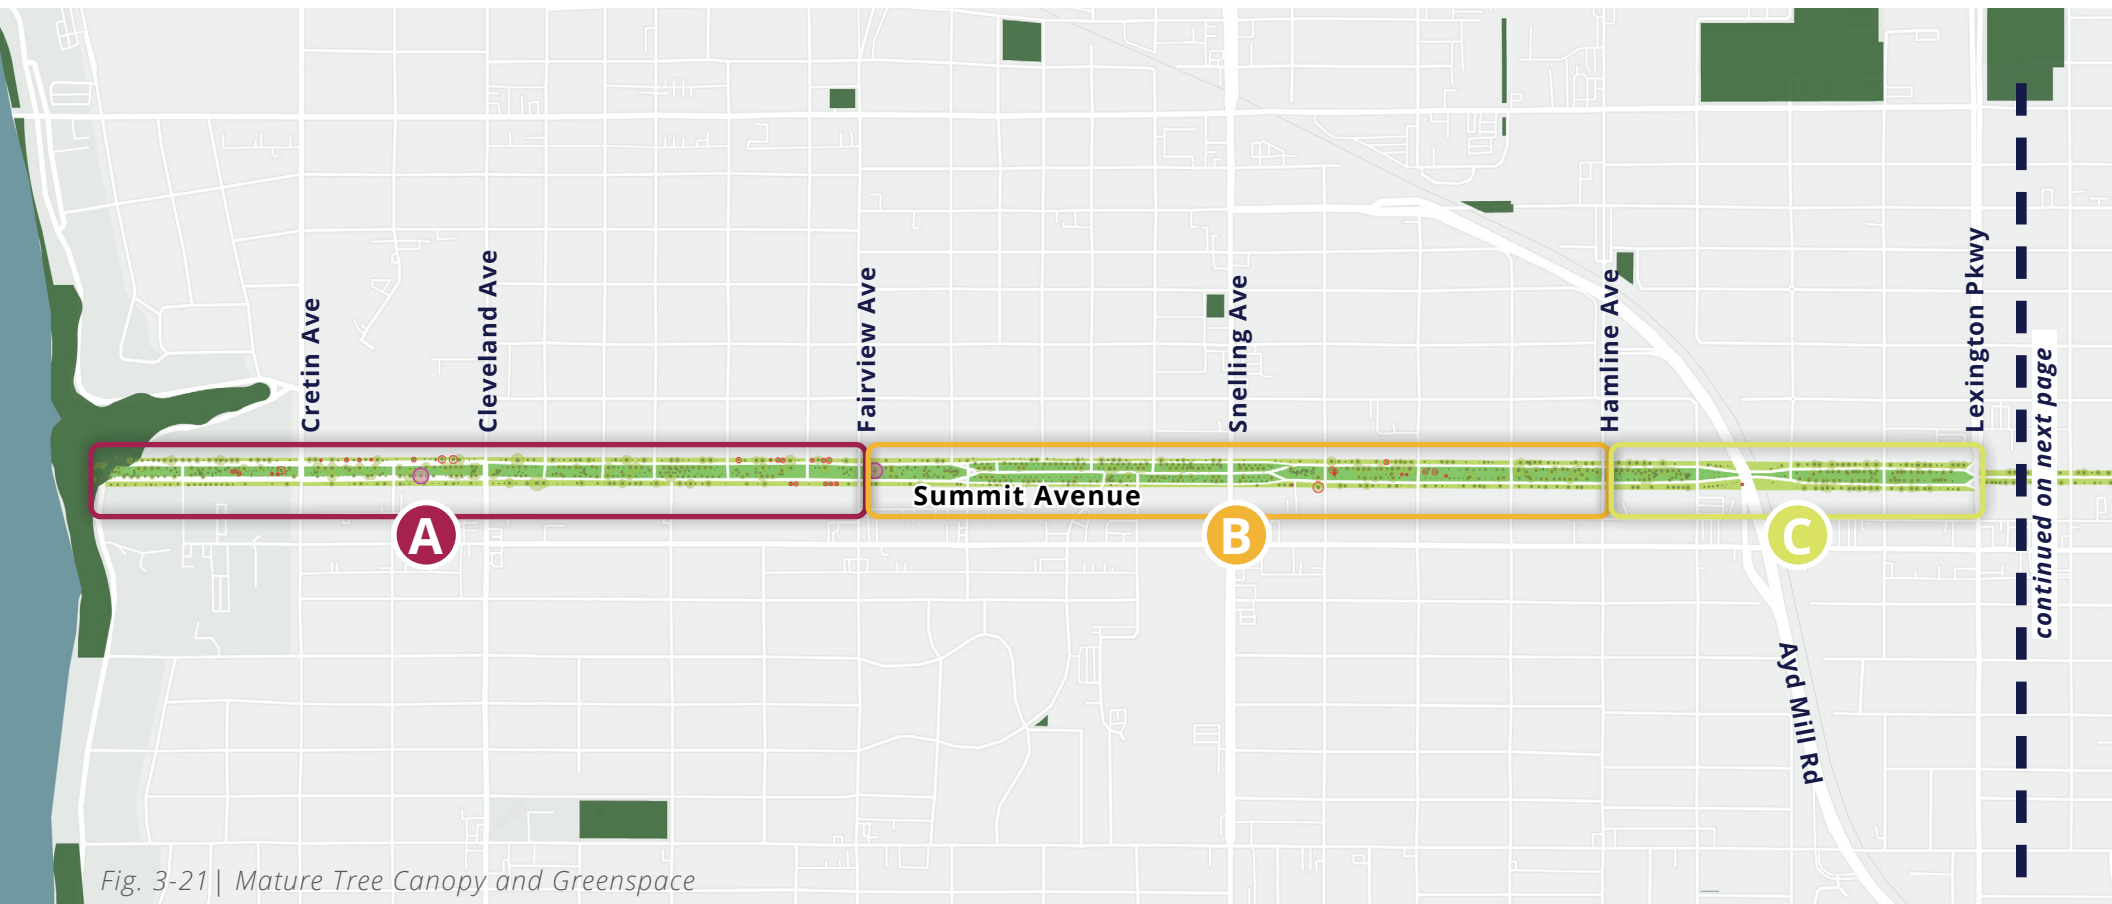 Cretin Ave
Cleveland Ave
Fairview Ave
Snelling Ave
Hamline Ave
Lexington Pkwy
continued on next page
Summit Avenue
A
B
C
Ayd Mill Rd
Fig. 3-21| Mature Tree Canopy and Greenspace